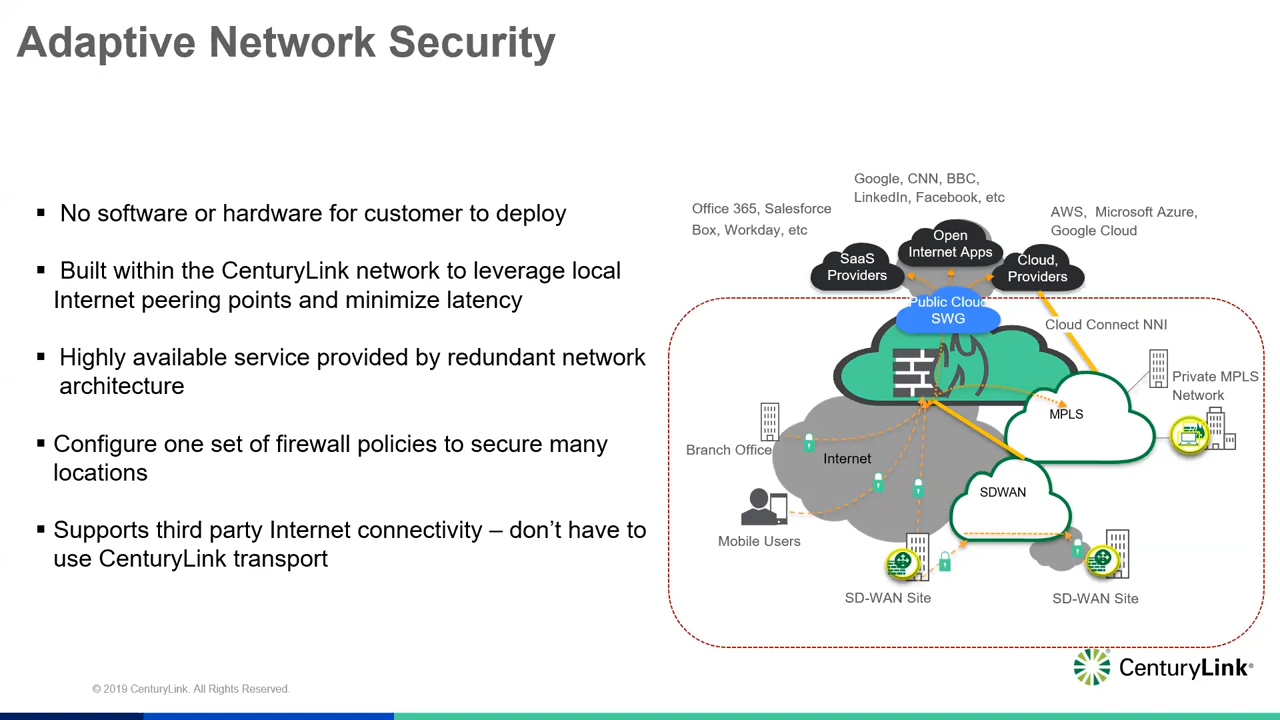 Adaptive Network Security
▪ No software or hardware for customer to deploy
▪ Built within the CenturyLink network to leverage local
Internet peering points and minimize latency
▪ Highly available service provided by redundant network
architecture
▪ Configure one set of firewall policies to secure many
locations
▪ Supports third party Internet connectivity – don’t have to
use CenturyLink transport
Google, CNN, BBC,
LinkedIn, Facebook, etc
Office 365, Salesforce
Box, Workday, etc
AWS, Microsoft Azure,
Google Cloud
Open
Internet Apps
SaaS
Providers
Cloud,
Providers
Public Cloud
SWG
Cloud Connect NNI
Private MPLS
Network
MPLS
Branch Office
Internet
SDWAN
Mobile Users
SD-WAN Site
SD-WAN Site
CenturyLink®
© 2019 CenturyLink. All Rights Reserved.